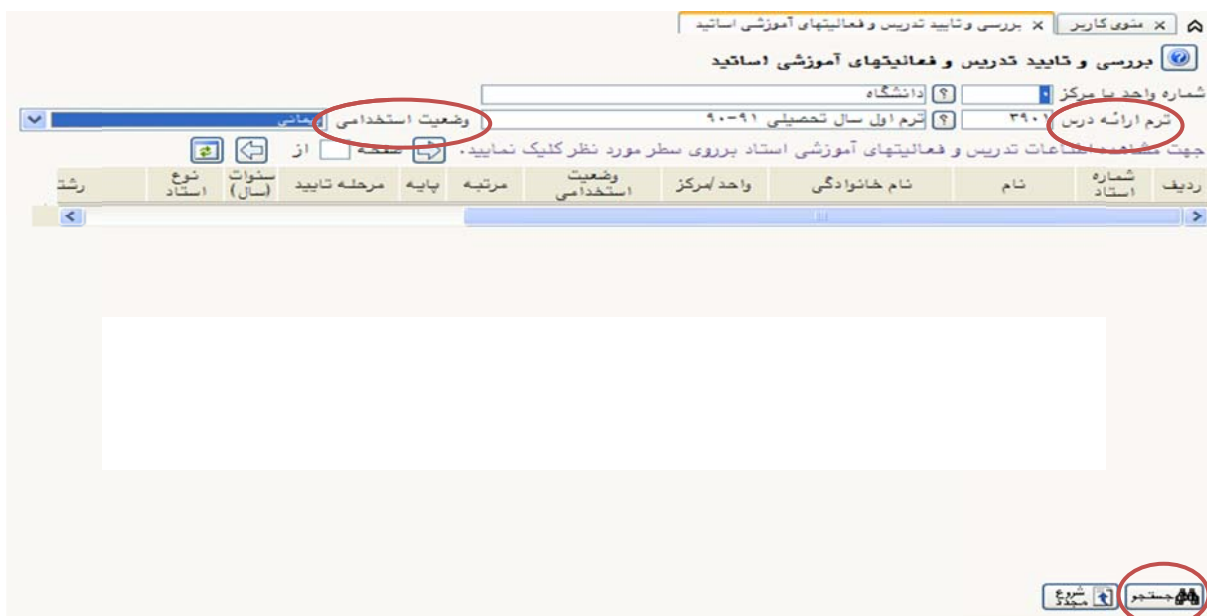 منوی کاربر × بررسی و تایید تدریس و فعالیتهای آموزشی اساتید ×
بررسی و تایید تدریس و فعالیتهای آموزشی اساتید
شماره واحد یا مرکز ۰ ? دانشگاه
ترم ارائه درس ۳۹۰۱ ? ترم اول سال تحصیلی ۹۱-۹۰ وضعیت استخدامی
جهت مشاهده اطلاعات تدریس و فعالیتهای آموزشی استاد برروی سطر مورد نظر کلیک نمایید. صفحه از
ردیف شماره استاد نام نام خانوادگی واحد/مرکز وضعیت استخدامی مرتبه پایه مرحله تایید سنوات (سال) نوع استاد رشت
جستجو شروع مجدد